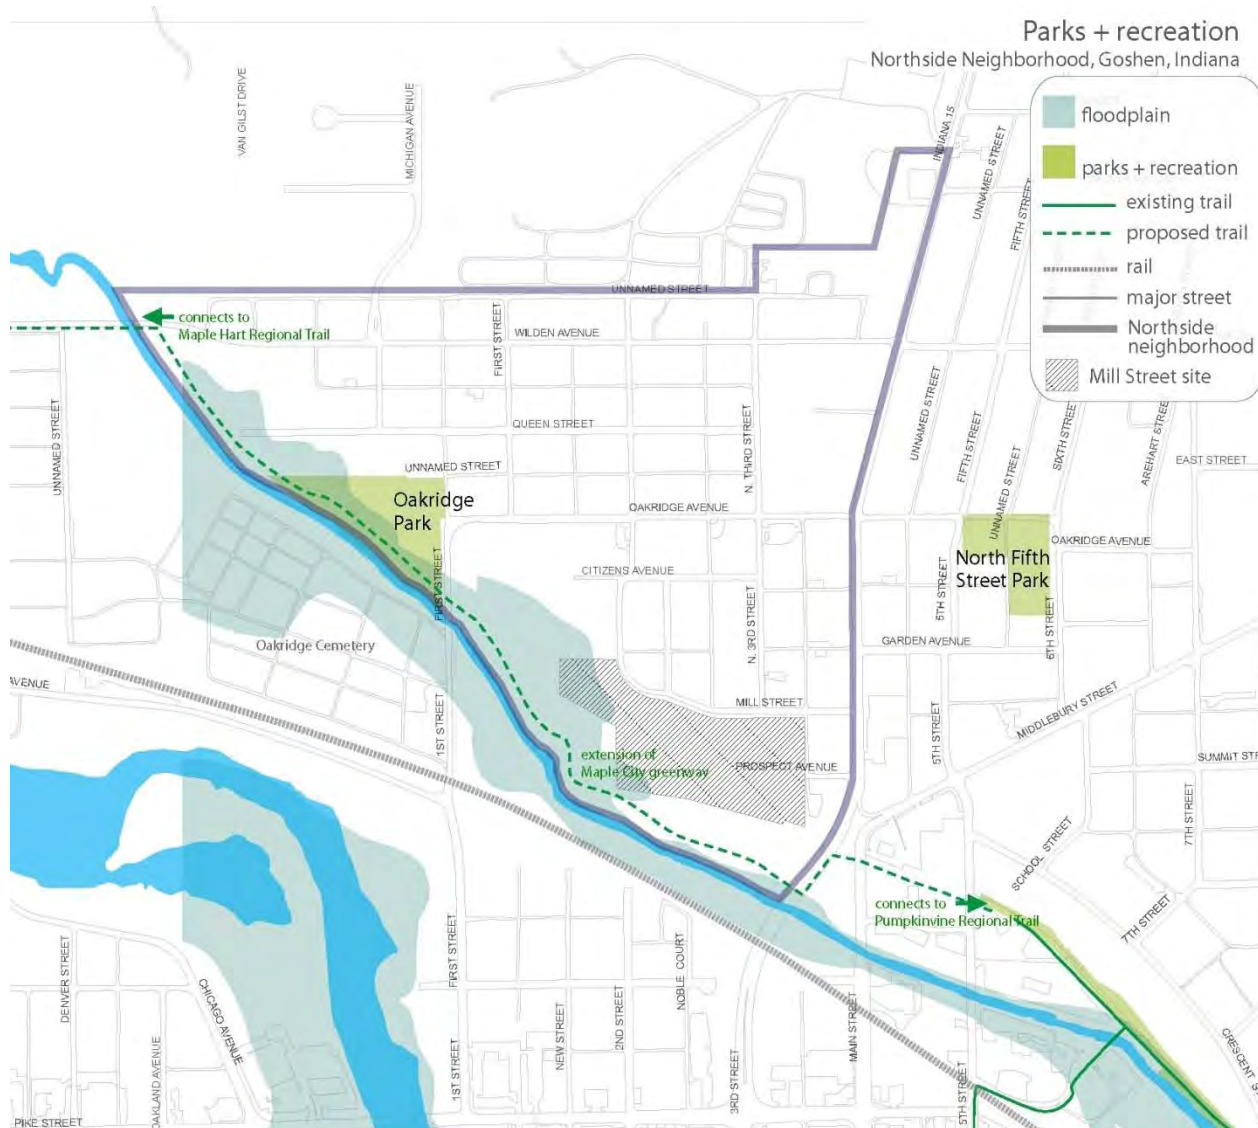 Parks + recreation
Northside Neighborhood, Goshen, Indiana
floodplain
parks + recreation
existing trail
proposed trail
rail
major street
Northside
neighborhood
Mill Street site
VAN GILST DRIVE
MICHIGAN AVENUE
INDIANA 15
UNNAMED STREET
FIFTH STREET
UNNAMED STREET
connects to
Maple Hart Regional Trail
FIRST STREET
WILDEN AVENUE
UNNAMED STREET
QUEEN STREET
N. THIRD STREET
UNNAMED STREET
FIFTH STREET
UNNAMED STREET
SIXTH STREET
AREHART STREET
EAST STREET
UNNAMED STREET
Oakridge
Park
OAKRIDGE AVENUE
OAKRIDGE AVENUE
North Fifth
Street Park
FIRST STREET
CITIZENS AVENUE
N. 3RD STREET
5TH STREET
6TH STREET
GARDEN AVENUE
Oakridge Cemetery
AVENUE
1ST STREET
MILL STREET
MIDDLEBURY STREET
5TH STREET
extension of
Maple City greenway
PROSPECT AVENUE
SUMMIT STR
7TH STREET
SCHOOL STREET
connects to
Pumpkinvine Regional Trail
7TH STREET
FIRST STREET
DENVER STREET
CHICAGO AVENUE
NOBLE COURT
2ND STREET
NEW STREET
MAIN STREET
CRESCENT S
OAKLAND AVENUE
1ST STREET
3RD STREET
5TH STREET
PIKE STREET